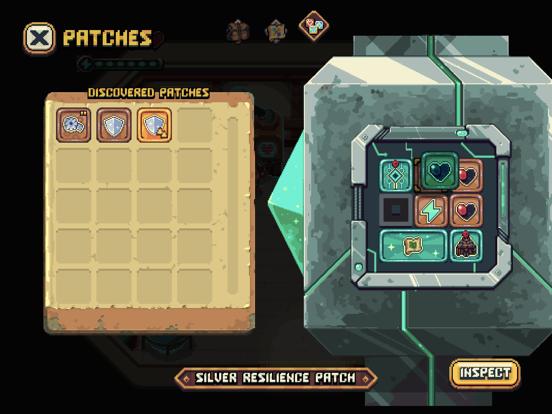 PATCHES
DISCOVERED PATCHES
SILVER RESILIENCE PATCH
INSPECT